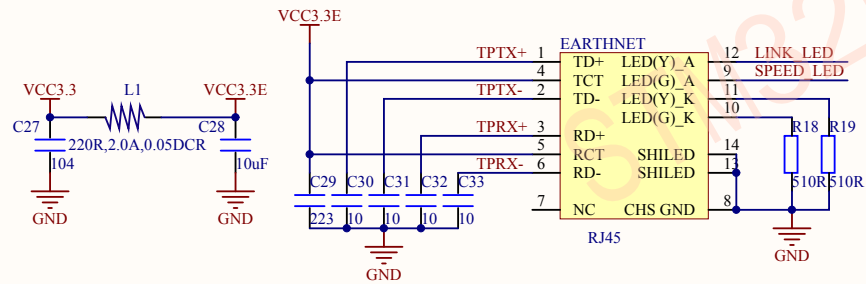 VCC3.3E
EARTHNET
TPTX+ 1 TD+ LED(Y)_A 12 LINK_LED
4 TCT LED(G)_A 9 SPEED_LED
TPTX- 2 TD- LED(Y)_K 11
LED(G)_K 10
VCC3.3 L1 VCC3.3E
C27 220R,2.0A,0.05DCR C28
104 10uF
GND GND
TPRX+ 3 RD+
R18 R19
5 RCT SHILED 14
TPRX- 6 RD- SHILED 13
510R 510R
C29 C30 C31 C32 C33
7 NC CHS GND 8
223 10 10 10 10
RJ45
GND GND
STM32